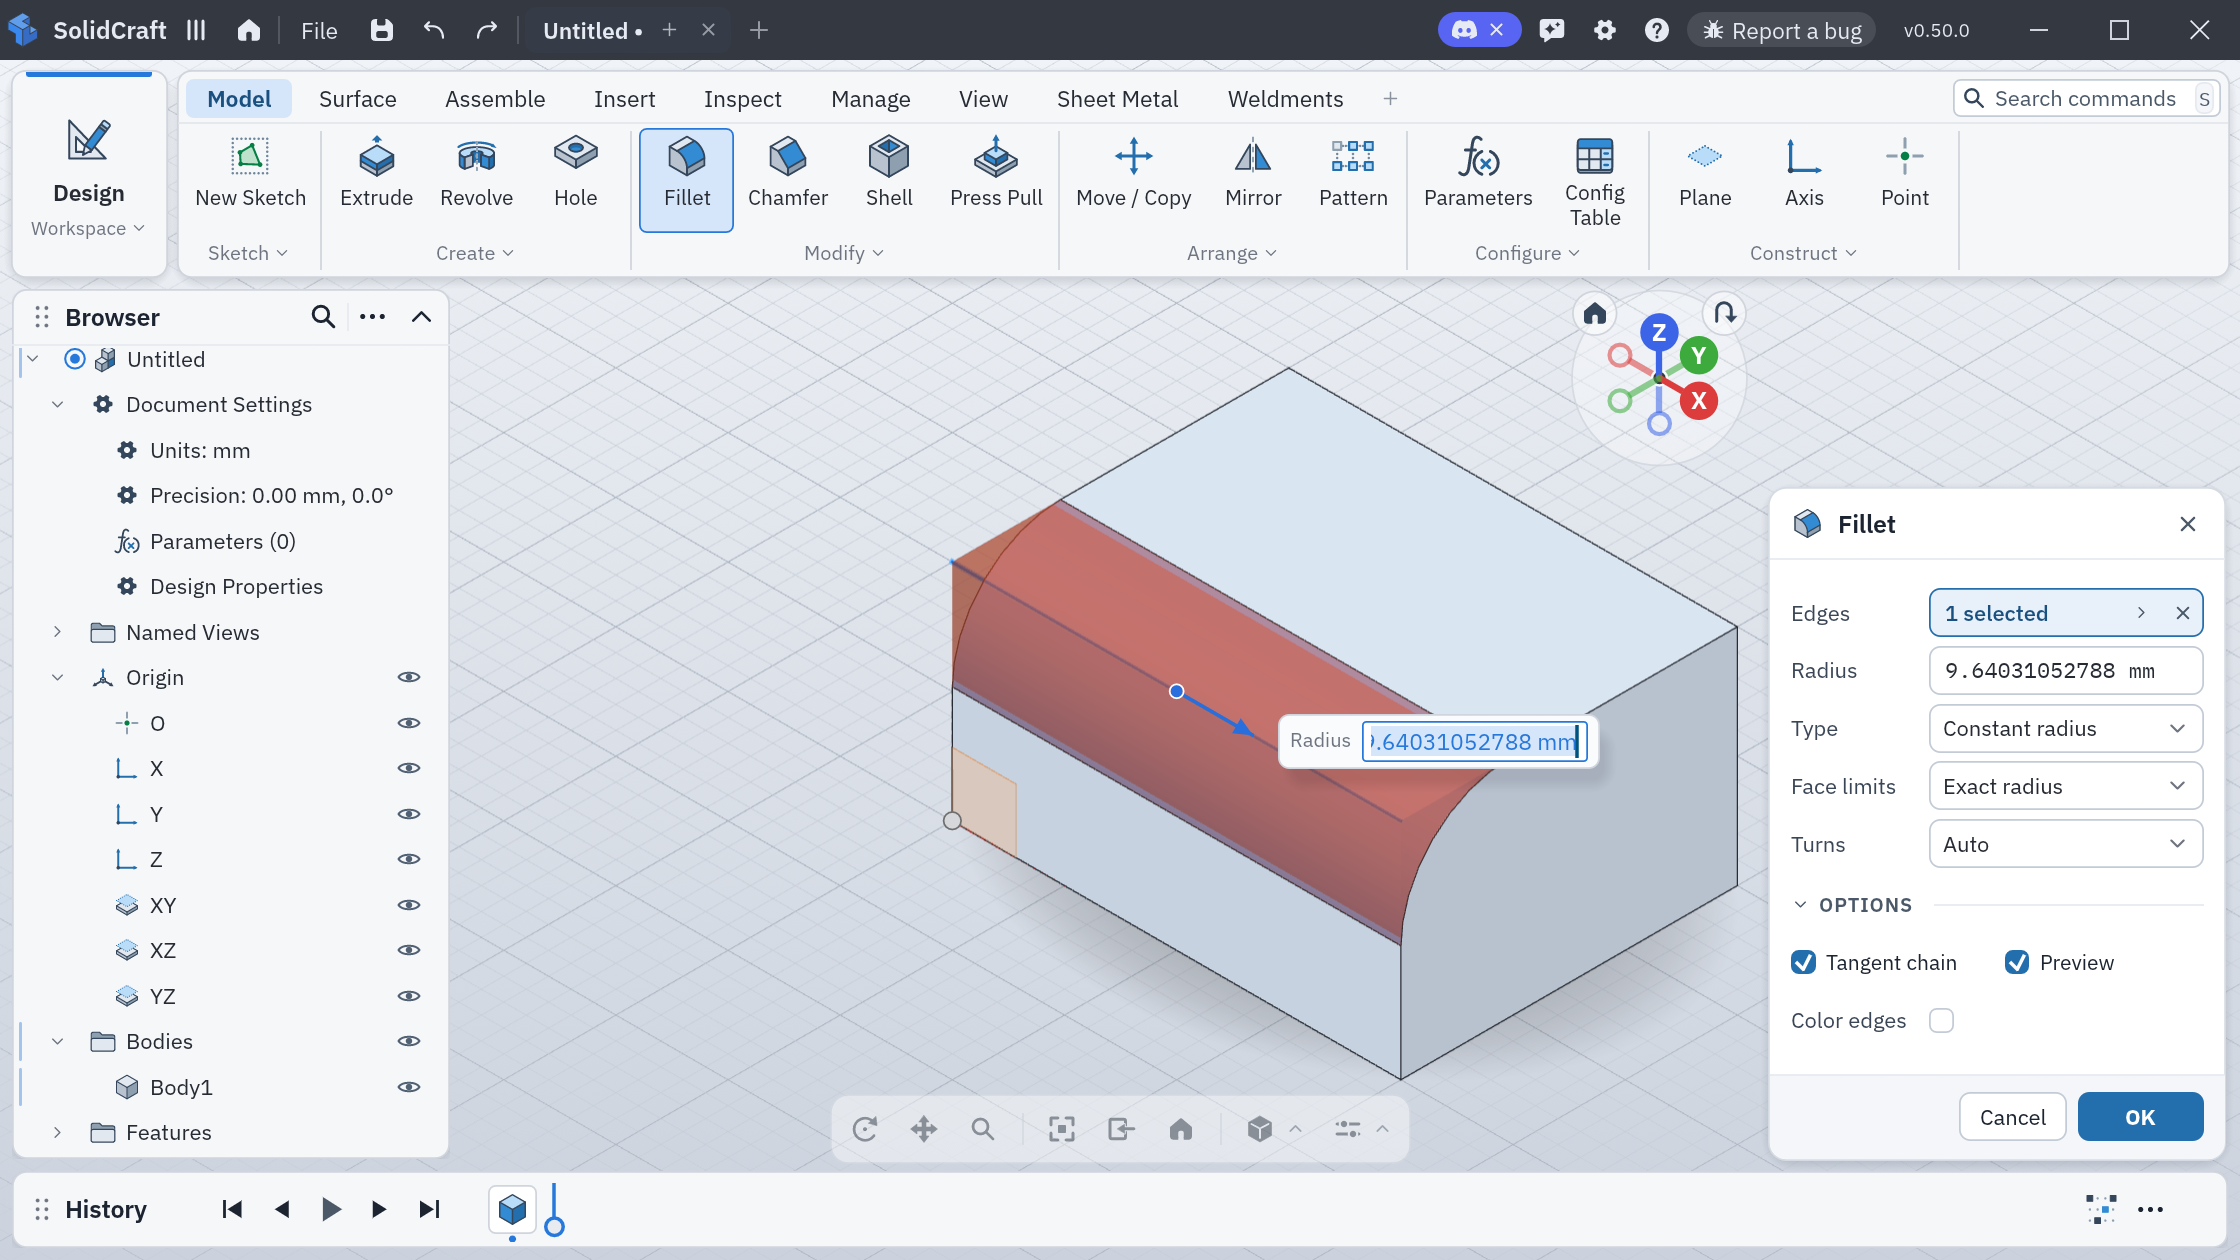 SolidCraft
File
Untitled •
Report a bug
v0.50.0
Design
Workspace
Model
Surface
Assemble
Insert
Inspect
Manage
View
Sheet Metal
Weldments
Search commands
S
New Sketch
Extrude
Revolve
Hole
Fillet
Chamfer
Shell
Press Pull
Move / Copy
Mirror
Pattern
Parameters
Config
Table
Plane
Axis
Point
Sketch
Create
Modify
Arrange
Configure
Construct
Browser
Untitled
Document Settings
Units: mm
Precision: 0.00 mm, 0.0°
Parameters (0)
Design Properties
Named Views
Origin
O
X
Y
Z
XY
XZ
YZ
Bodies
Body1
Features
Z
Y
X
Radius
.64031052788 mm
Fillet
Edges
1 selected
Radius
9.64031052788 mm
Type
Constant radius
Face limits
Exact radius
Turns
Auto
OPTIONS
Tangent chain
Preview
Color edges
Cancel
OK
History